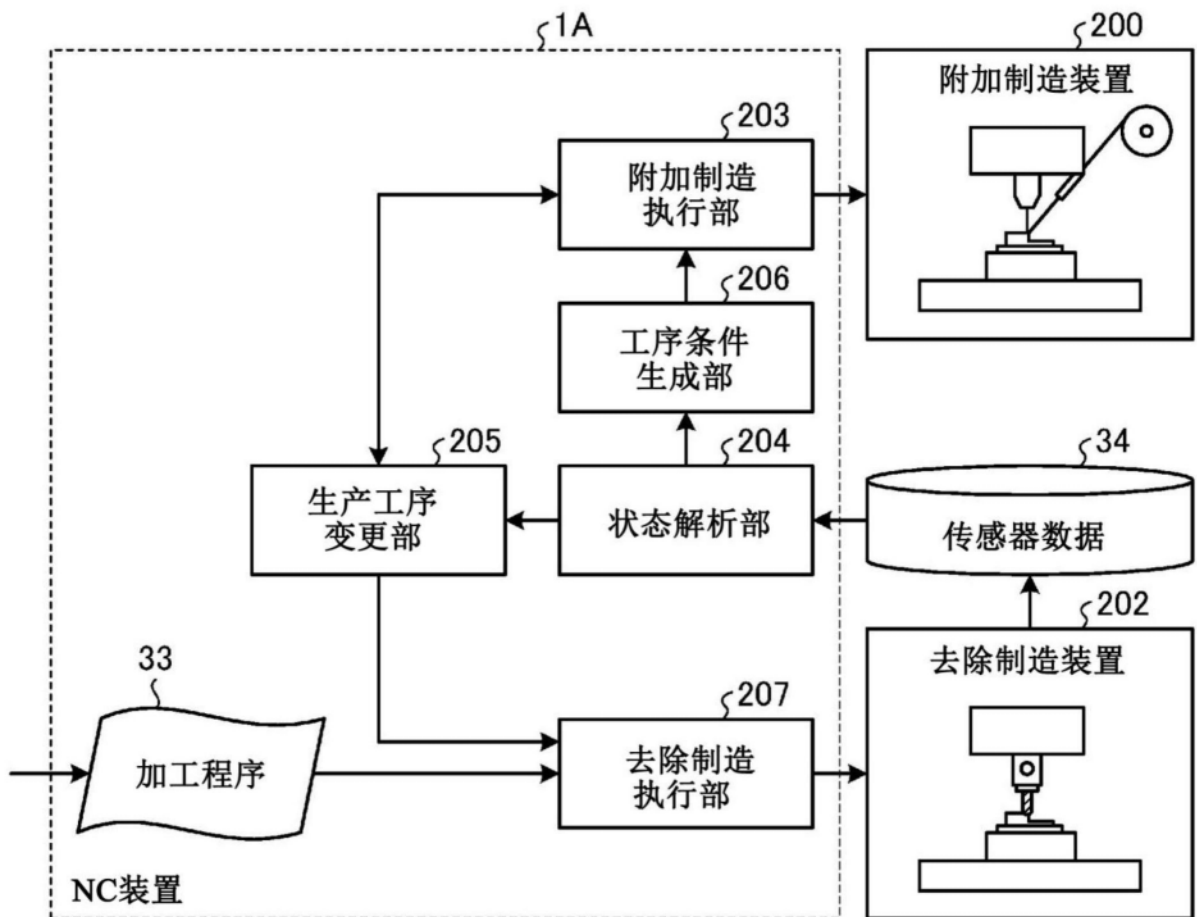 1A
200
附加制造装置
203
附加制造
执行部
206
工序条件
生成部
205
生产工序
变更部
204
状态解析部
34
传感器数据
202
去除制造装置
33
加工程序
207
去除制造
执行部
NC装置